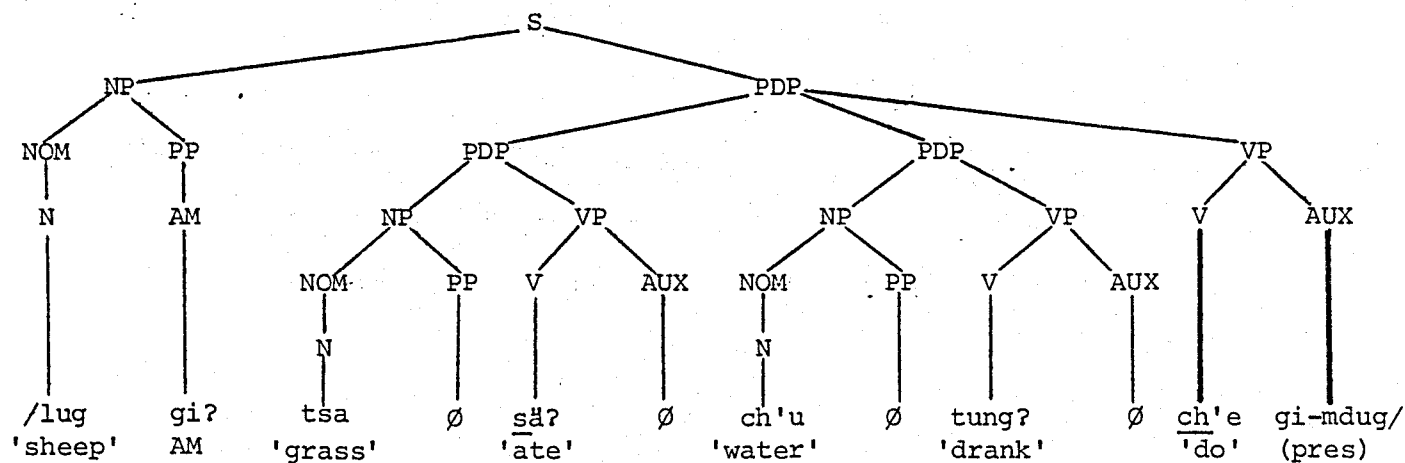 S
NP PDP
NOM PP PDP PDP VP
N AM NP VP NP VP V AUX
NOM PP V AUX NOM PP V AUX
N N
/lug gi? tsa Ø sä? Ø ch'u Ø tung? Ø ch'e gi-mdug/
'sheep' AM 'grass' 'ate' 'water' 'drank' 'do' (pres)